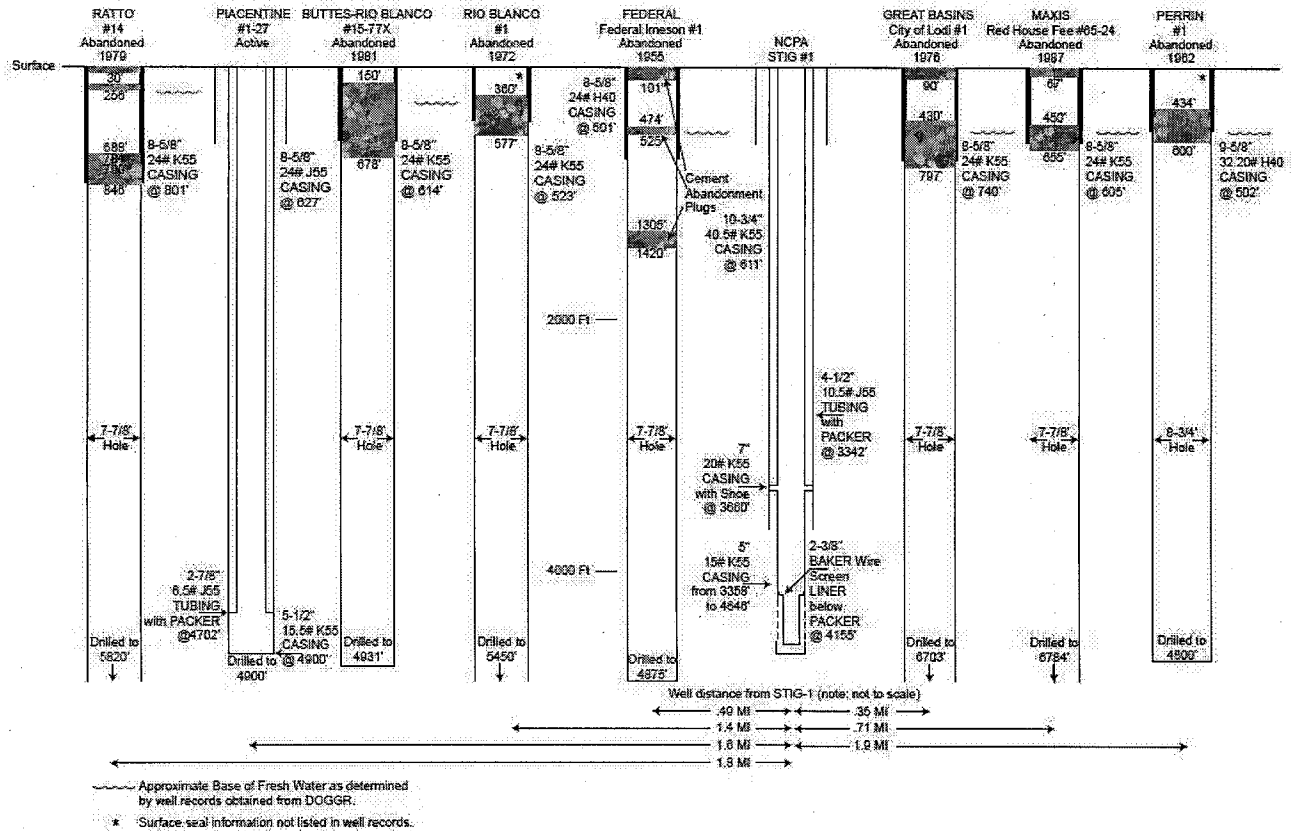 RATTO
#14
Abandoned
1979
PIACENTINE
#1-27
Active
BUTTES-RIO BLANCO
#15-77X
Abandoned
1981
RIO BLANCO
#1
Abandoned
1972
FEDERAL
Federal Imeson #1
Abandoned
1955
NCPA
STIG #1
GREAT BASINS
City of Lodi #1
Abandoned
1976
MAXIS
Red House Fee #65-24
Abandoned
1987
PERRIN
#1
Abandoned
1962
Surface
30'
256'
688'
846'
8-5/8"
24# K55
CASING
@ 801'
8-5/8"
24# J55
CASING
@ 627'
150'
678'
8-5/8"
24# K55
CASING
@ 614'
*
360'
577'
8-5/8"
24# K55
CASING
@ 523'
8-5/8"
24# H40
CASING
@ 501'
101'
474'
525'
1305'
1420'
Cement
Abandonment
Plugs
10-3/4"
40.5# K55
CASING
@ 611'
90'
430'
797'
8-5/8"
24# K55
CASING
@ 740'
67'
450'
655'
8-5/8"
24# K55
CASING
@ 605'
*
434'
600'
9-5/8"
32.20# H40
CASING
@ 502'
2000 Ft
4-1/2"
10.5# J55
TUBING
with
PACKER
@ 3342'
7-7/8'
Hole
7-7/8'
Hole
7-7/8'
Hole
7-7/8'
Hole
7-7/8'
Hole
7-7/8'
Hole
8-3/4'
Hole
7"
20# K55
CASING
with Shoe
@ 3660'
4000 Ft
5"
15# K55
CASING
from 3358'
to 4646'
2-3/8"
BAKER Wire
Screen
LINER
below
PACKER
@ 4155'
2-7/8"
6.5# J55
TUBING
with PACKER
@4702'
5-1/2"
15.5# K55
CASING
@ 4900"
Drilled to
5820'
Drilled to
4900'
Drilled to
4931'
Drilled to
5450'
Drilled to
4875'
Drilled to
6703'
Drilled to
6784'
Drilled to
4800'
Well distance from STIG-1 (note: not to scale)
.49 MI
.35 MI
1.4 MI
.71 MI
1.6 MI
1.9 MI
1.8 MI
Approximate Base of Fresh Water as determined
by well records obtained from DOGGR.
* Surface seal information not listed in well records.